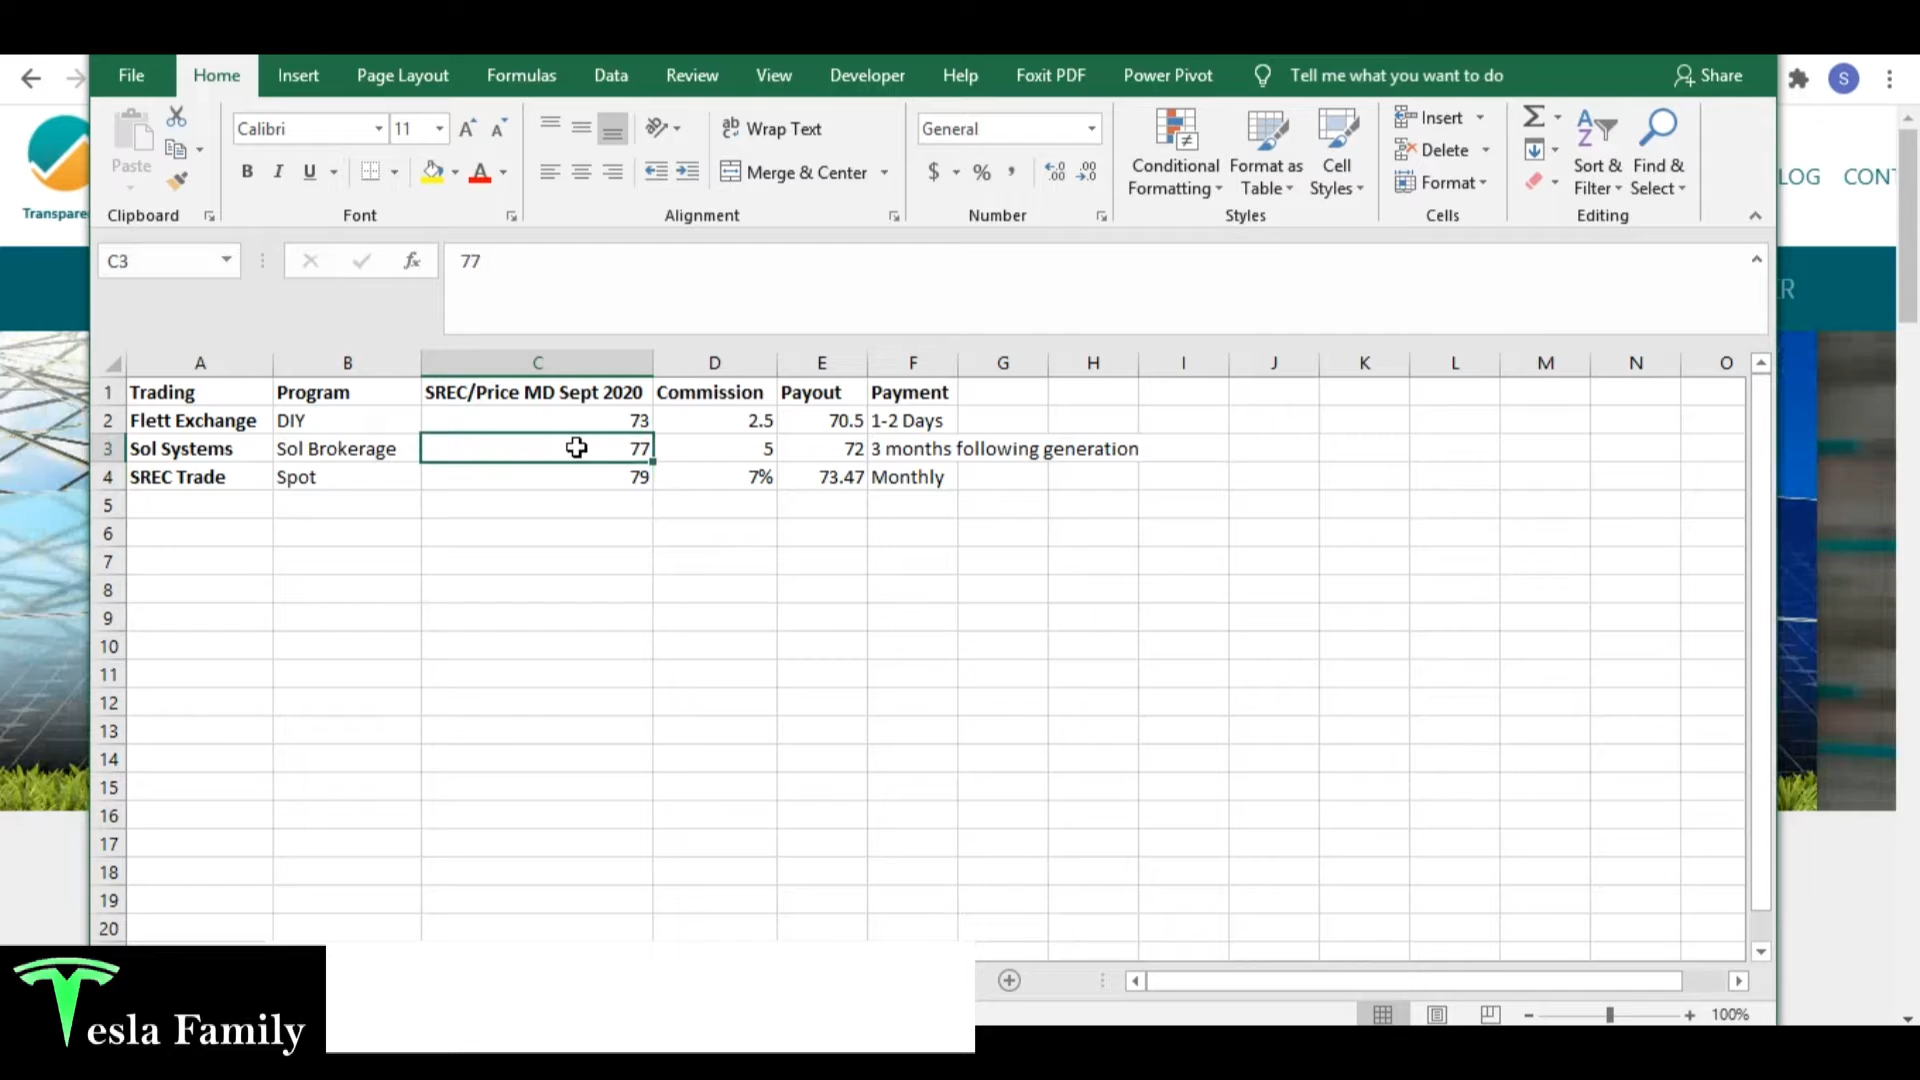 File Home Insert Page Layout Formulas Data Review View Developer Help Foxit PDF Power Pivot Tell me what you want to do Share
S
Calibri 11 A A Wrap Text General
Paste B I U A Merge & Center $ % , .0 .00
Conditional Formatting Format as Table Cell Styles
Insert
Delete
Format
Sort & Filter Find & Select
Clipboard Font Alignment Number Styles Cells Editing
LOG CONT
Transpare
C3 fx 77
R
A B C D E F G H I J K L M N O
1 Trading Program SREC/Price MD Sept 2020 Commission Payout Payment
2 Flett Exchange DIY 73 2.5 70.5 1-2 Days
3 Sol Systems Sol Brokerage 77 5 72 3 months following generation
4 SREC Trade Spot 79 7% 73.47 Monthly
5
6
7
8
9
10
11
12
13
14
15
16
17
18
19
20
100%
Tesla Family